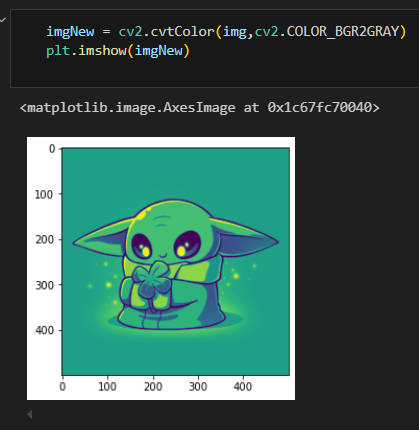 imgNew = cv2.cvtColor(img,cv2.COLOR_BGR2GRAY)
plt.imshow(imgNew)
<matplotlib.image.AxesImage at 0x1c67fc70040>
0
100
200
300
400
0 100 200 300 400